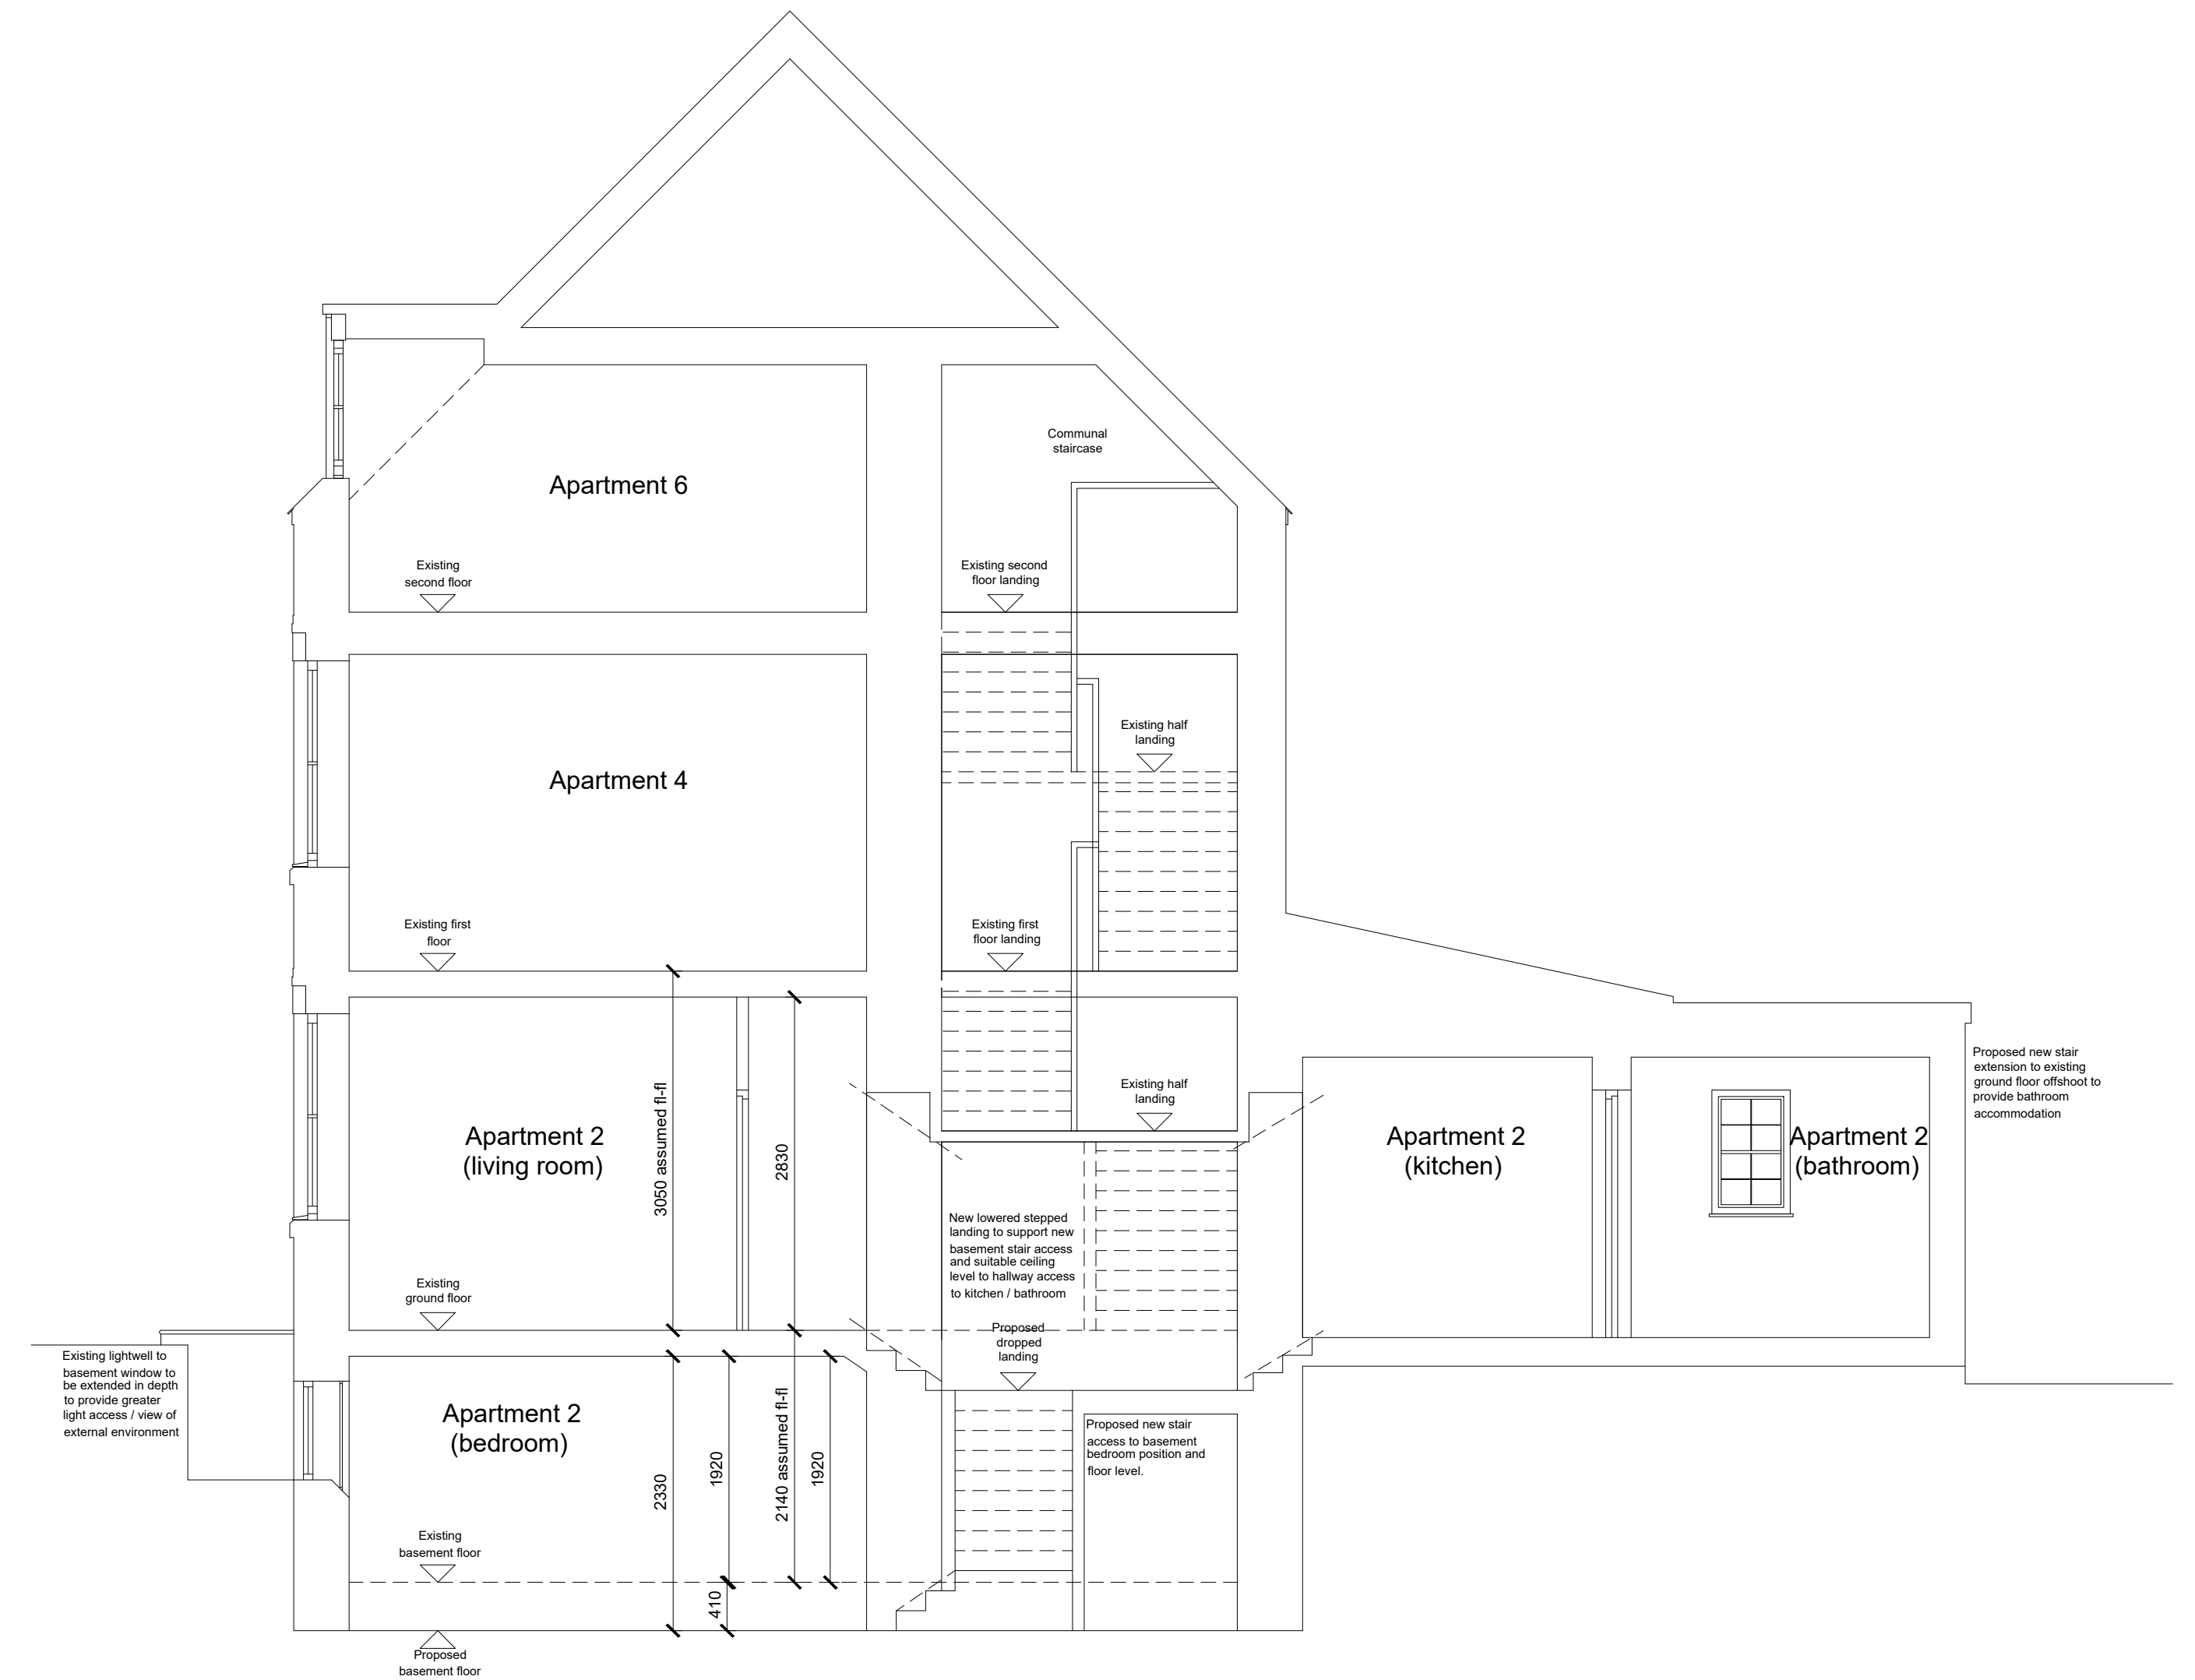 Communal
staircase
Apartment 6
Existing
second floor
Existing second
floor landing
Existing half
landing
Apartment 4
Existing first
floor
Existing first
floor landing
Existing half
landing
Apartment 2
(living room)
3050 assumed fl-fl
2830
Apartment 2
(kitchen)
Apartment 2
(bathroom)
Proposed new stair
extension to existing
ground floor offshoot to
provide bathroom
accommodation
New lowered stepped
landing to support new
basement stair access
and suitable ceiling
level to hallway access
to kitchen / bathroom
Existing
ground floor
Proposed
dropped
landing
Existing lightwell to
basement window to
be extended in depth
to provide greater
light access / view of
external environment
Apartment 2
(bedroom)
2330
1920
2140 assumed fl-fl
1920
410
Proposed new stair
access to basement
bedroom position and
floor level.
Existing
basement floor
Proposed
basement floor